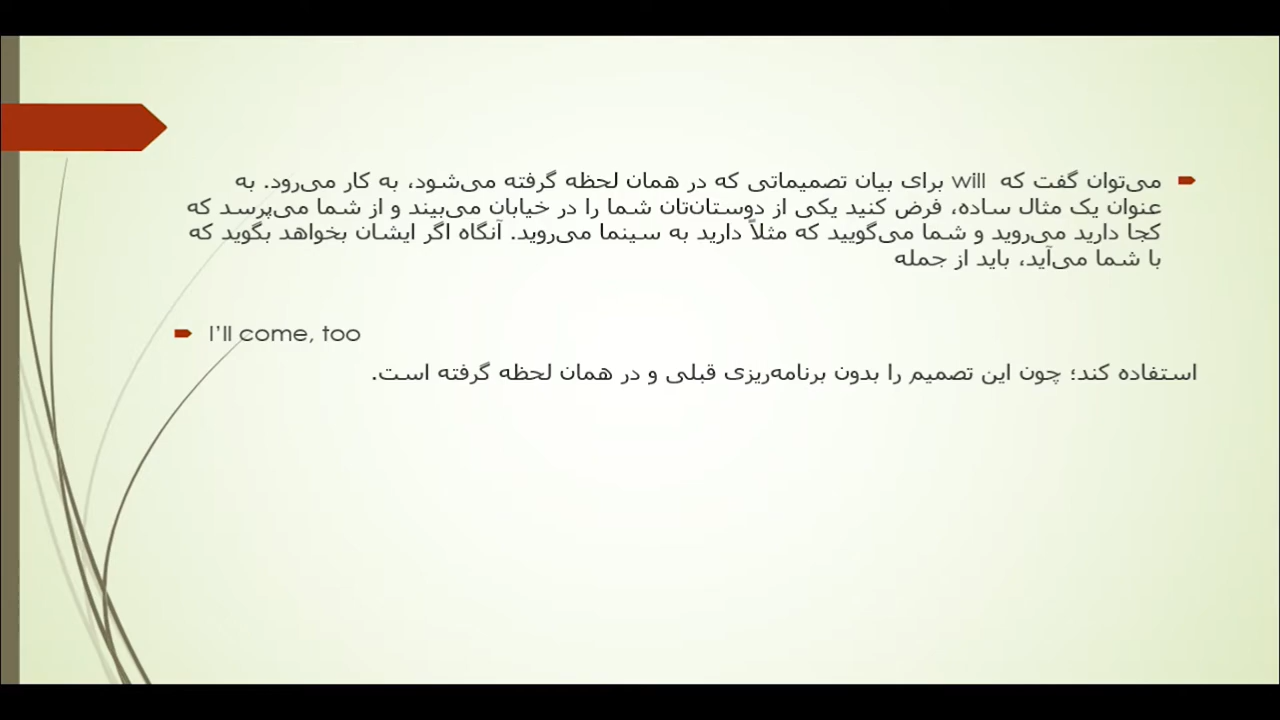 می‌توان گفت که will برای بیان تصمیماتی که در همان لحظه گرفته می‌شود، به کار می‌رود. به
عنوان یک مثال ساده، فرض کنید یکی از دوستان‌تان شما را در خیابان می‌بیند و از شما می‌پرسد که
کجا دارید می‌روید و شما می‌گویید که مثلاً دارید به سینما می‌روید. آنگاه اگر ایشان بخواهد بگوید که
با شما می‌آید، باید از جمله
I’ll come, too
استفاده کند؛ چون این تصمیم را بدون برنامه‌ریزی قبلی و در همان لحظه گرفته است.